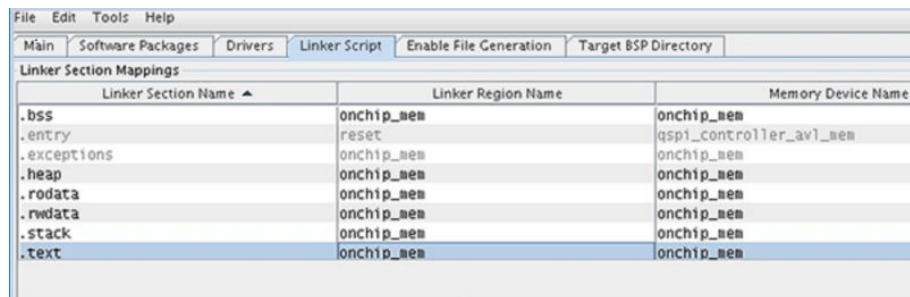 File Edit Tools Help
Main Software Packages Drivers Linker Script Enable File Generation Target BSP Directory
Linker Section Mappings
Linker Section Name Linker Region Name Memory Device Name
.bss onchip_mem onchip_mem
.entry reset qspi_controller_avl_mem
.exceptions onchip_mem onchip_mem
.heap onchip_mem onchip_mem
.rodata onchip_mem onchip_mem
.rwdata onchip_mem onchip_mem
.stack onchip_mem onchip_mem
.text onchip_mem onchip_mem